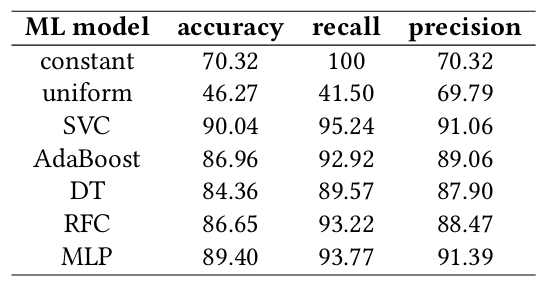 ML model accuracy recall precision
constant 70.32 100 70.32
uniform 46.27 41.50 69.79
SVC 90.04 95.24 91.06
AdaBoost 86.96 92.92 89.06
DT 84.36 89.57 87.90
RFC 86.65 93.22 88.47
MLP 89.40 93.77 91.39